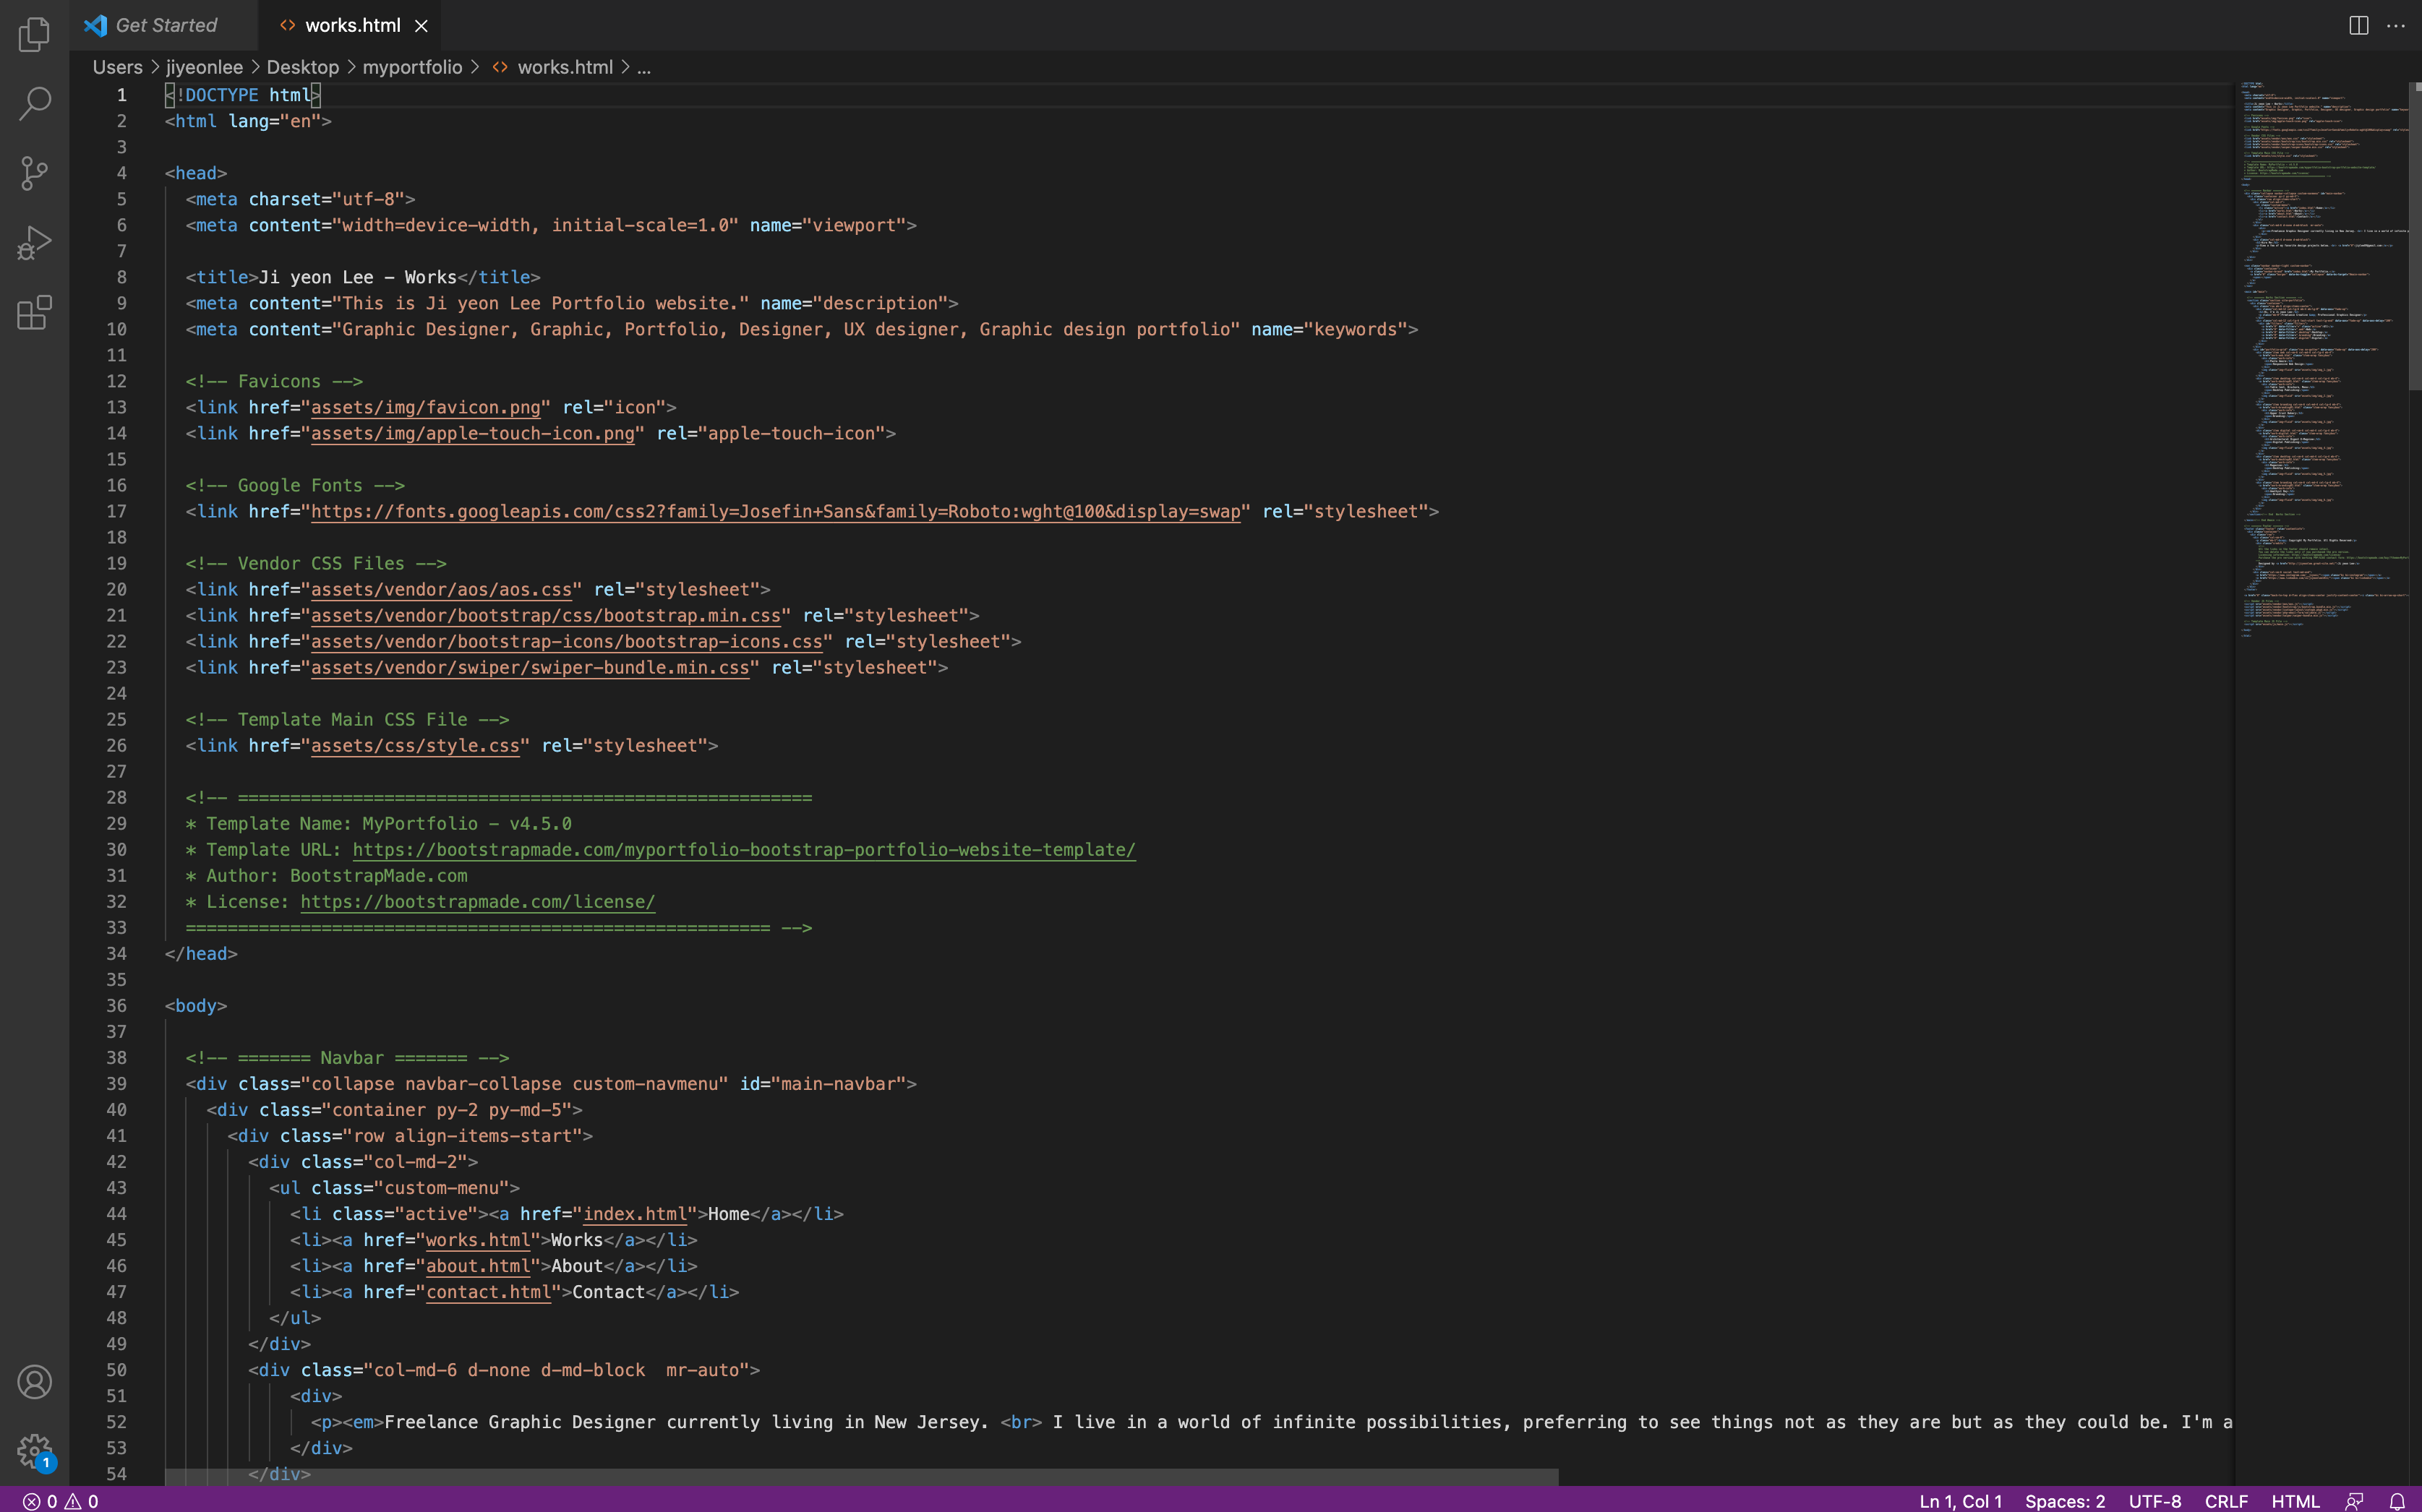 Get Started
works.html
Users > jiyeonlee > Desktop > myportfolio > <> works.html > ...
1 <!DOCTYPE html>
2 <html lang="en">
3
4 <head>
5 <meta charset="utf-8">
6 <meta content="width=device-width, initial-scale=1.0" name="viewport">
7
8 <title>Ji yeon Lee - Works</title>
9 <meta content="This is Ji yeon Lee Portfolio website." name="description">
10 <meta content="Graphic Designer, Graphic, Portfolio, Designer, UX designer, Graphic design portfolio" name="keywords">
11
12 <!-- Favicons -->
13 <link href="assets/img/favicon.png" rel="icon">
14 <link href="assets/img/apple-touch-icon.png" rel="apple-touch-icon">
15
16 <!-- Google Fonts -->
17 <link href="https://fonts.googleapis.com/css2?family=Josefin+Sans&family=Roboto:wght@100&display=swap" rel="stylesheet">
18
19 <!-- Vendor CSS Files -->
20 <link href="assets/vendor/aos/aos.css" rel="stylesheet">
21 <link href="assets/vendor/bootstrap/css/bootstrap.min.css" rel="stylesheet">
22 <link href="assets/vendor/bootstrap-icons/bootstrap-icons.css" rel="stylesheet">
23 <link href="assets/vendor/swiper/swiper-bundle.min.css" rel="stylesheet">
24
25 <!-- Template Main CSS File -->
26 <link href="assets/css/style.css" rel="stylesheet">
27
28 <!-- =======================================================
29 * Template Name: MyPortfolio - v4.5.0
30 * Template URL: https://bootstrapmade.com/myportfolio-bootstrap-portfolio-website-template/
31 * Author: BootstrapMade.com
32 * License: https://bootstrapmade.com/license/
33 ======================================================== -->
34 </head>
35
36 <body>
37
38 <!-- ======= Navbar ======= -->
39 <div class="collapse navbar-collapse custom-navmenu" id="main-navbar">
40 <div class="container py-2 py-md-5">
41 <div class="row align-items-start">
42 <div class="col-md-2">
43 <ul class="custom-menu">
44 <li class="active"><a href="index.html">Home</a></li>
45 <li><a href="works.html">Works</a></li>
46 <li><a href="about.html">About</a></li>
47 <li><a href="contact.html">Contact</a></li>
48 </ul>
49 </div>
50 <div class="col-md-6 d-none d-md-block  mr-auto">
51 <div>
52 <p><em>Freelance Graphic Designer currently living in New Jersey. <br> I live in a world of infinite possibilities, preferring to see things not as they are but as they could be. I'm a
53 </div>
54 </div>
1
0 0
Ln 1, Col 1 Spaces: 2 UTF-8 CRLF HTML